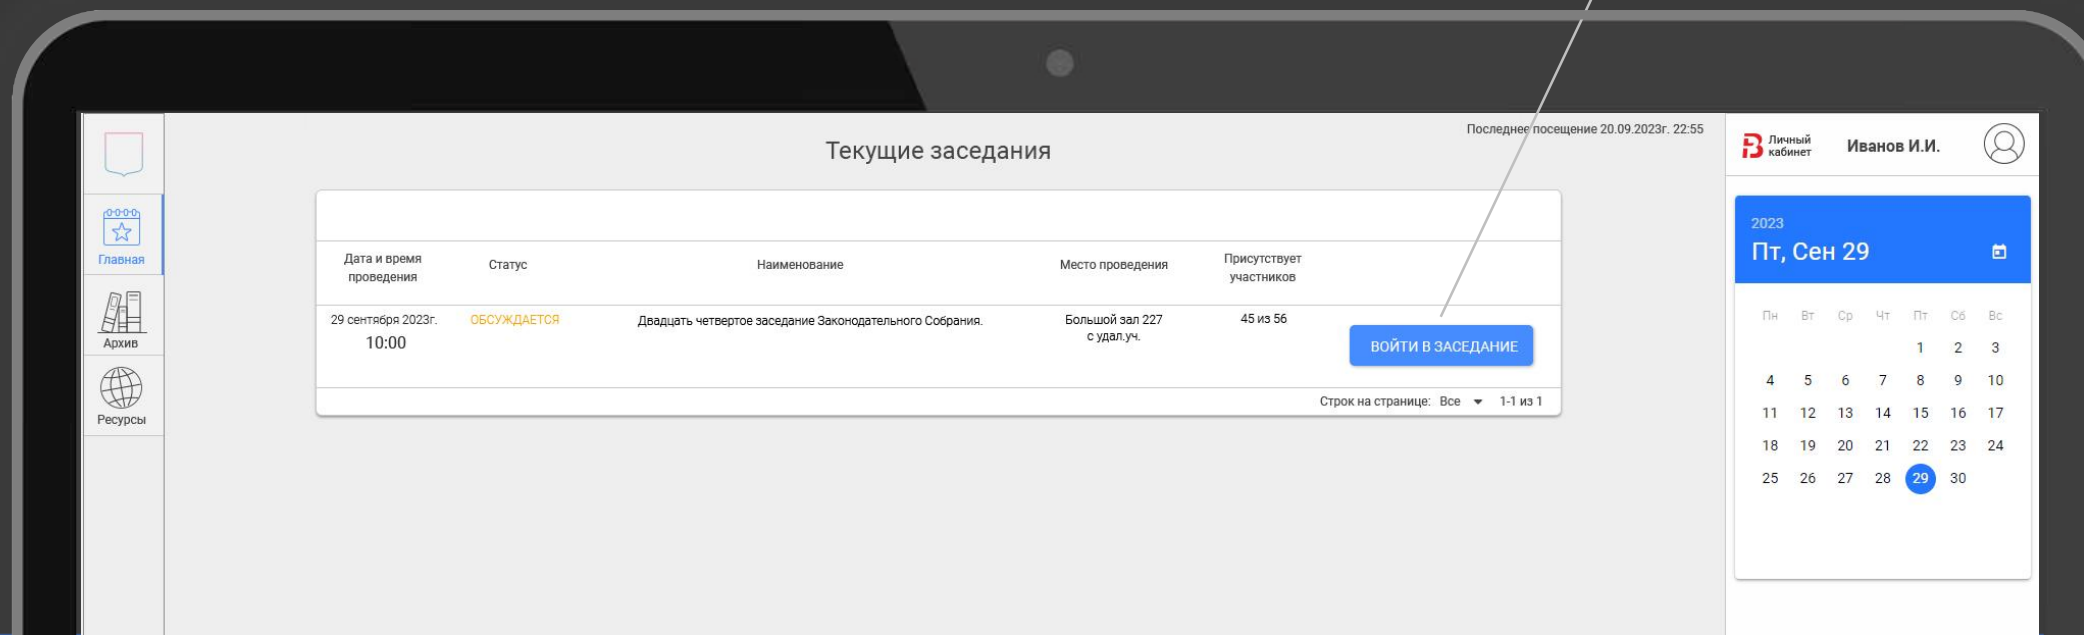 Последнее посещение 20.09.2023г. 22:55
Текущие заседания
Личный
кабинет
Иванов И.И.
Главная
Архив
Ресурсы
Дата и время
проведения
Статус
Наименование
Место проведения
Присутствует
участников
29 сентября 2023г.
10:00
ОБСУЖДАЕТСЯ
Двадцать четвертое заседание Законодательного Собрания.
Большой зал 227
с удал.уч.
45 из 56
ВОЙТИ В ЗАСЕДАНИЕ
Строк на странице: Все 1-1 из 1
2023
Пт, Сен 29
Пн Вт Ср Чт Пт Сб Вс
1 2 3
4 5 6 7 8 9 10
11 12 13 14 15 16 17
18 19 20 21 22 23 24
25 26 27 28 29 30